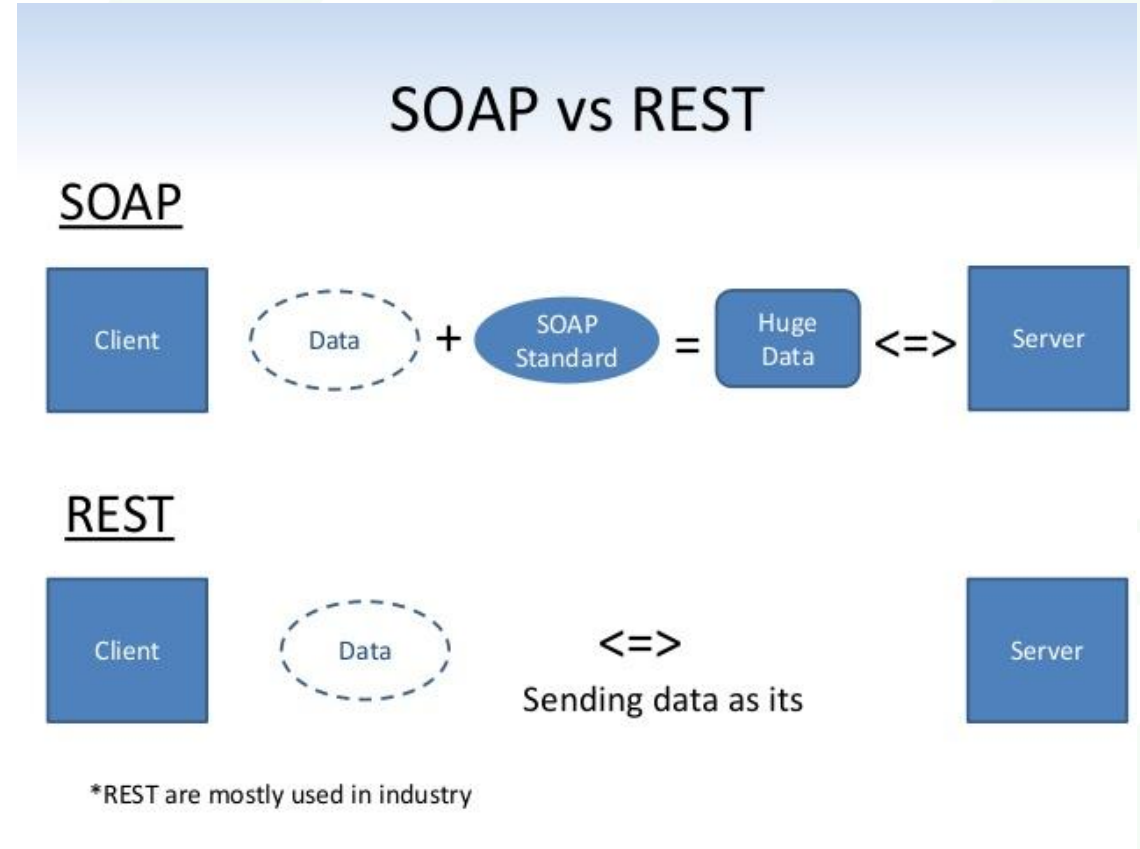 SOAP vs REST
SOAP
Client
Data
+
SOAP
Standard
=
Huge
Data
<=>
Server
REST
Client
Data
<=>
Sending data as its
Server
*REST are mostly used in industry